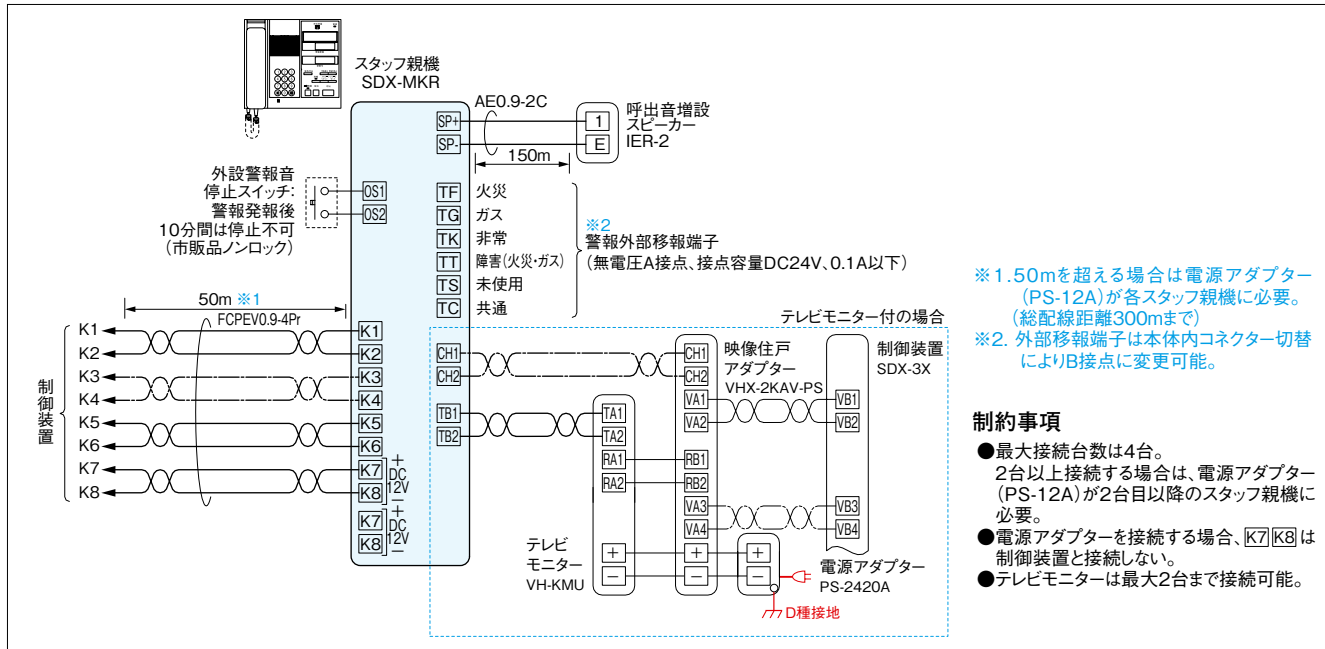 スタッフ親機
SDX-MKR
AE0.9-2C
SP+
SP-
1
E
呼出音増設
スピーカー
IER-2
150m
外設警報音
停止スイッチ:
警報発報後
10分間は停止不可
(市販品ノンロック)
OS1
OS2
TF 火災
TG ガス
TK 非常
TT 障害(火災・ガス)
TS 未使用
TC 共通
※2
警報外部移報端子
(無電圧A接点、接点容量DC24V、0.1A以下)
50m ※1
FCPEV0.9-4Pr
制御装置
K1
K2
K3
K4
K5
K6
K7
K8
K1
K2
K3
K4
K5
K6
K7
K8
+
DC
12V
−
K7
K8
+
DC
12V
−
テレビモニター付の場合
CH1
CH2
TB1
TB2
TA1
TA2
RA1
RA2
+
−
テレビ
モニター
VH-KMU
CH1
CH2
VA1
VA2
RB1
RB2
VA3
VA4
+
−
映像住戸
アダプター
VHX-2KAV-PS
制御装置
SDX-3X
VB1
VB2
VB3
VB4
+
−
電源アダプター
PS-2420A
D種接地
※1.50mを超える場合は電源アダプター
(PS-12A)が各スタッフ親機に必要。
(総配線距離300mまで)
※2. 外部移報端子は本体内コネクター切替
によりB接点に変更可能。
制約事項
●最大接続台数は4台。
2台以上接続する場合は、電源アダプター
(PS-12A)が2台目以降のスタッフ親機に
必要。
●電源アダプターを接続する場合、K7 K8は
制御装置と接続しない。
●テレビモニターは最大2台まで接続可能。